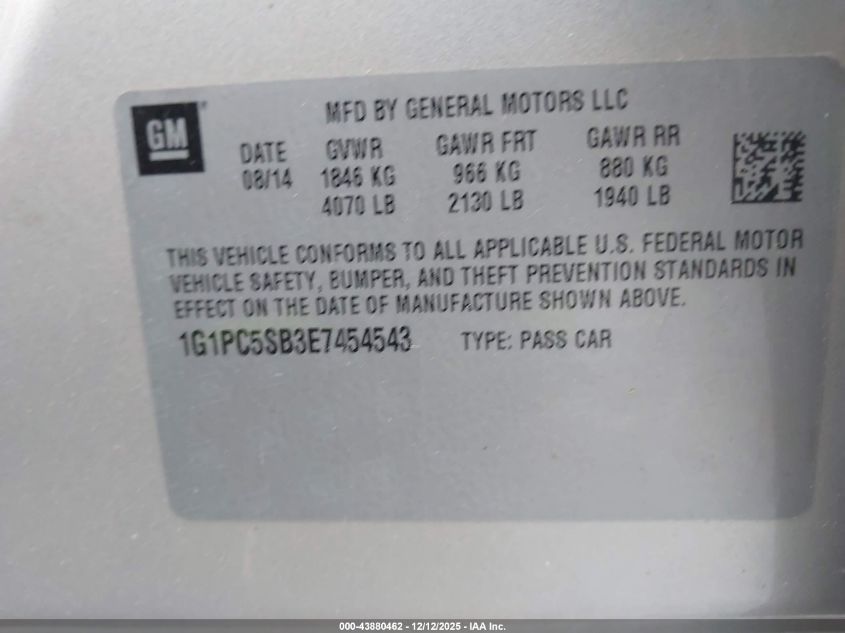 GM
MFD BY GENERAL MOTORS LLC
DATE GVWR GAWR FRT GAWR RR
08/14 1846 KG 966 KG 880 KG
4070 LB 2130 LB 1940 LB
THIS VEHICLE CONFORMS TO ALL APPLICABLE U.S. FEDERAL MOTOR
VEHICLE SAFETY, BUMPER, AND THEFT PREVENTION STANDARDS IN
EFFECT ON THE DATE OF MANUFACTURE SHOWN ABOVE.
1G1PC5SB3E7454543 TYPE: PASS CAR
000-43880462 - 12/12/2025 - IAA Inc.